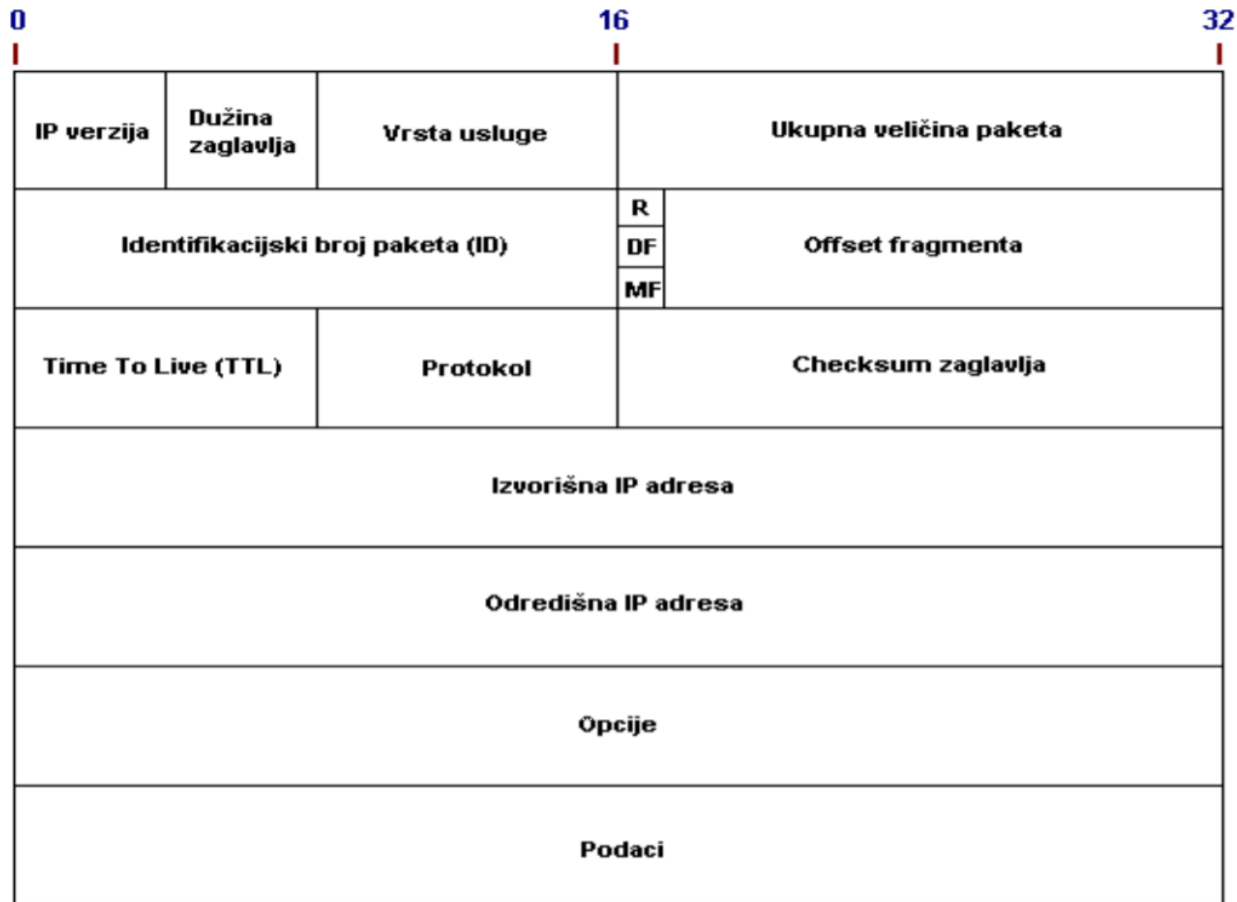 0
16
32
IP verzija
Dužina
zaglavlja
Vrsta usluge
Ukupna veličina paketa
Identifikacijski broj paketa (ID)
R
DF
MF
Offset fragmenta
Time To Live (TTL)
Protokol
Checksum zaglavlja
Izvorišna IP adresa
Odredišna IP adresa
Opcije
Podaci